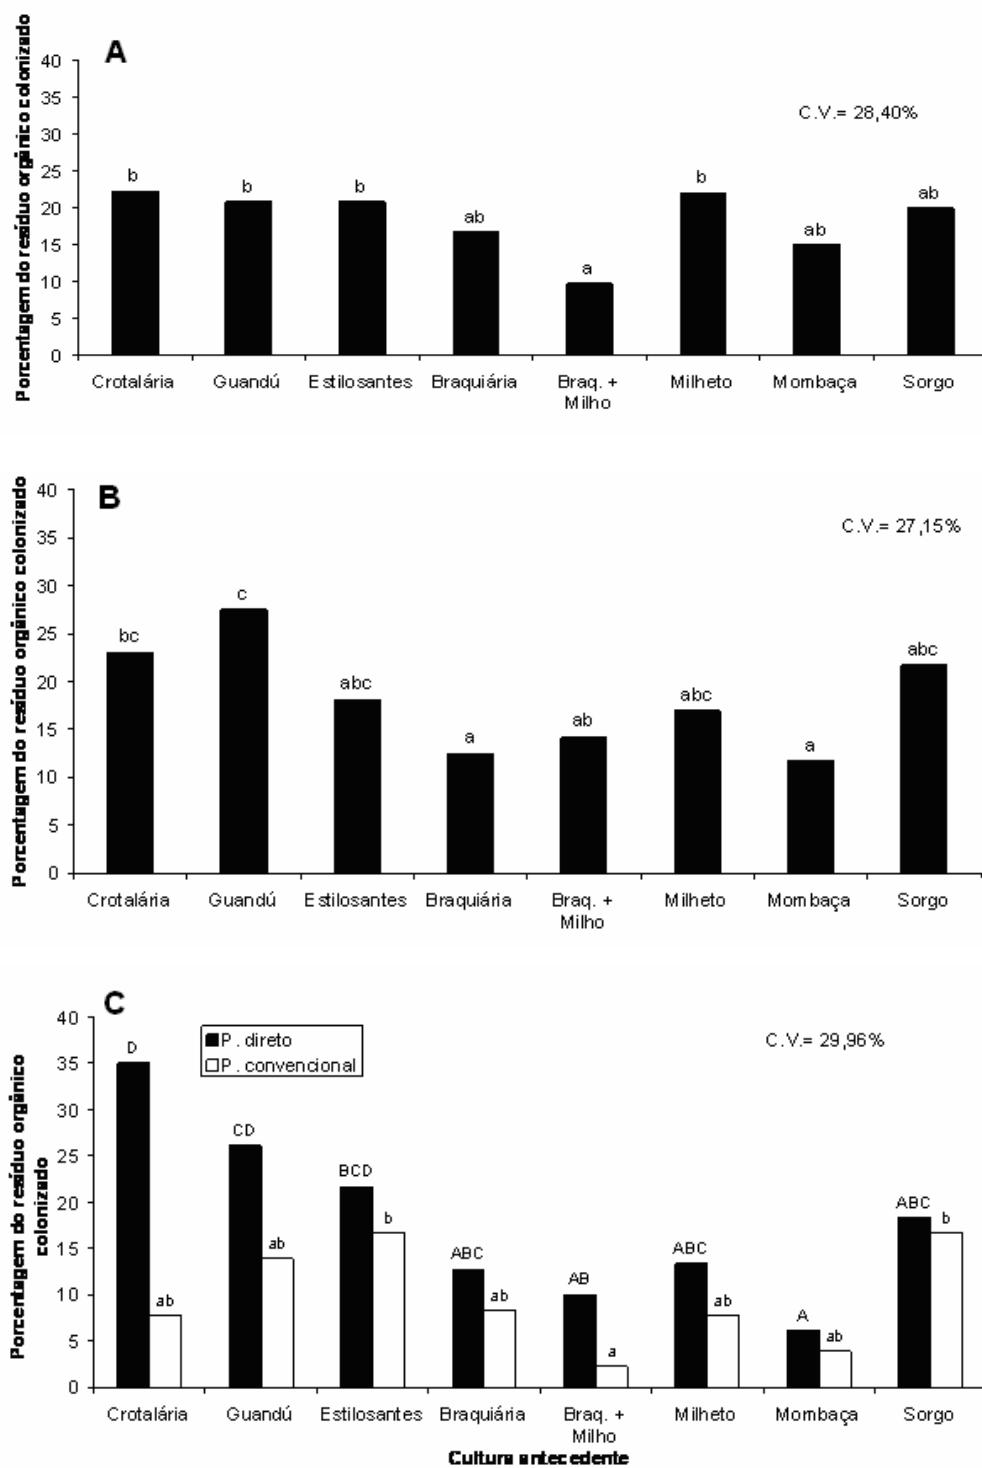 A
Porcentagem do resíduo orgânico colonizado
40
35
30
25
20
15
10
5
0
C.V.= 28,40%
b
b
b
ab
a
b
ab
ab
Crotalária Guandú Estilosantes Braquiária Braq. + Milheto Mombaça Sorgo
Milho
B
Porcentagem do resíduo orgânico colonizado
40
35
30
25
20
15
10
5
0
C.V.= 27,15%
bc
c
abc
a
ab
abc
a
abc
Crotalária Guandú Estilosantes Braquiária Braq. + Milheto Mombaça Sorgo
Milho
C
Porcentagem do resíduo orgânico
colonizado
40
35
30
25
20
15
10
5
0
P. direto
P. convencional
C.V.= 29,96%
D
ab
CD
ab
BCD
b
ABC
ab
AB
a
ABC
ab
A
ab
ABC
b
Crotalária Guandú Estilosantes Braquiária Braq. + Milheto Mombaça Sorgo
Milho
Cultura antecedente